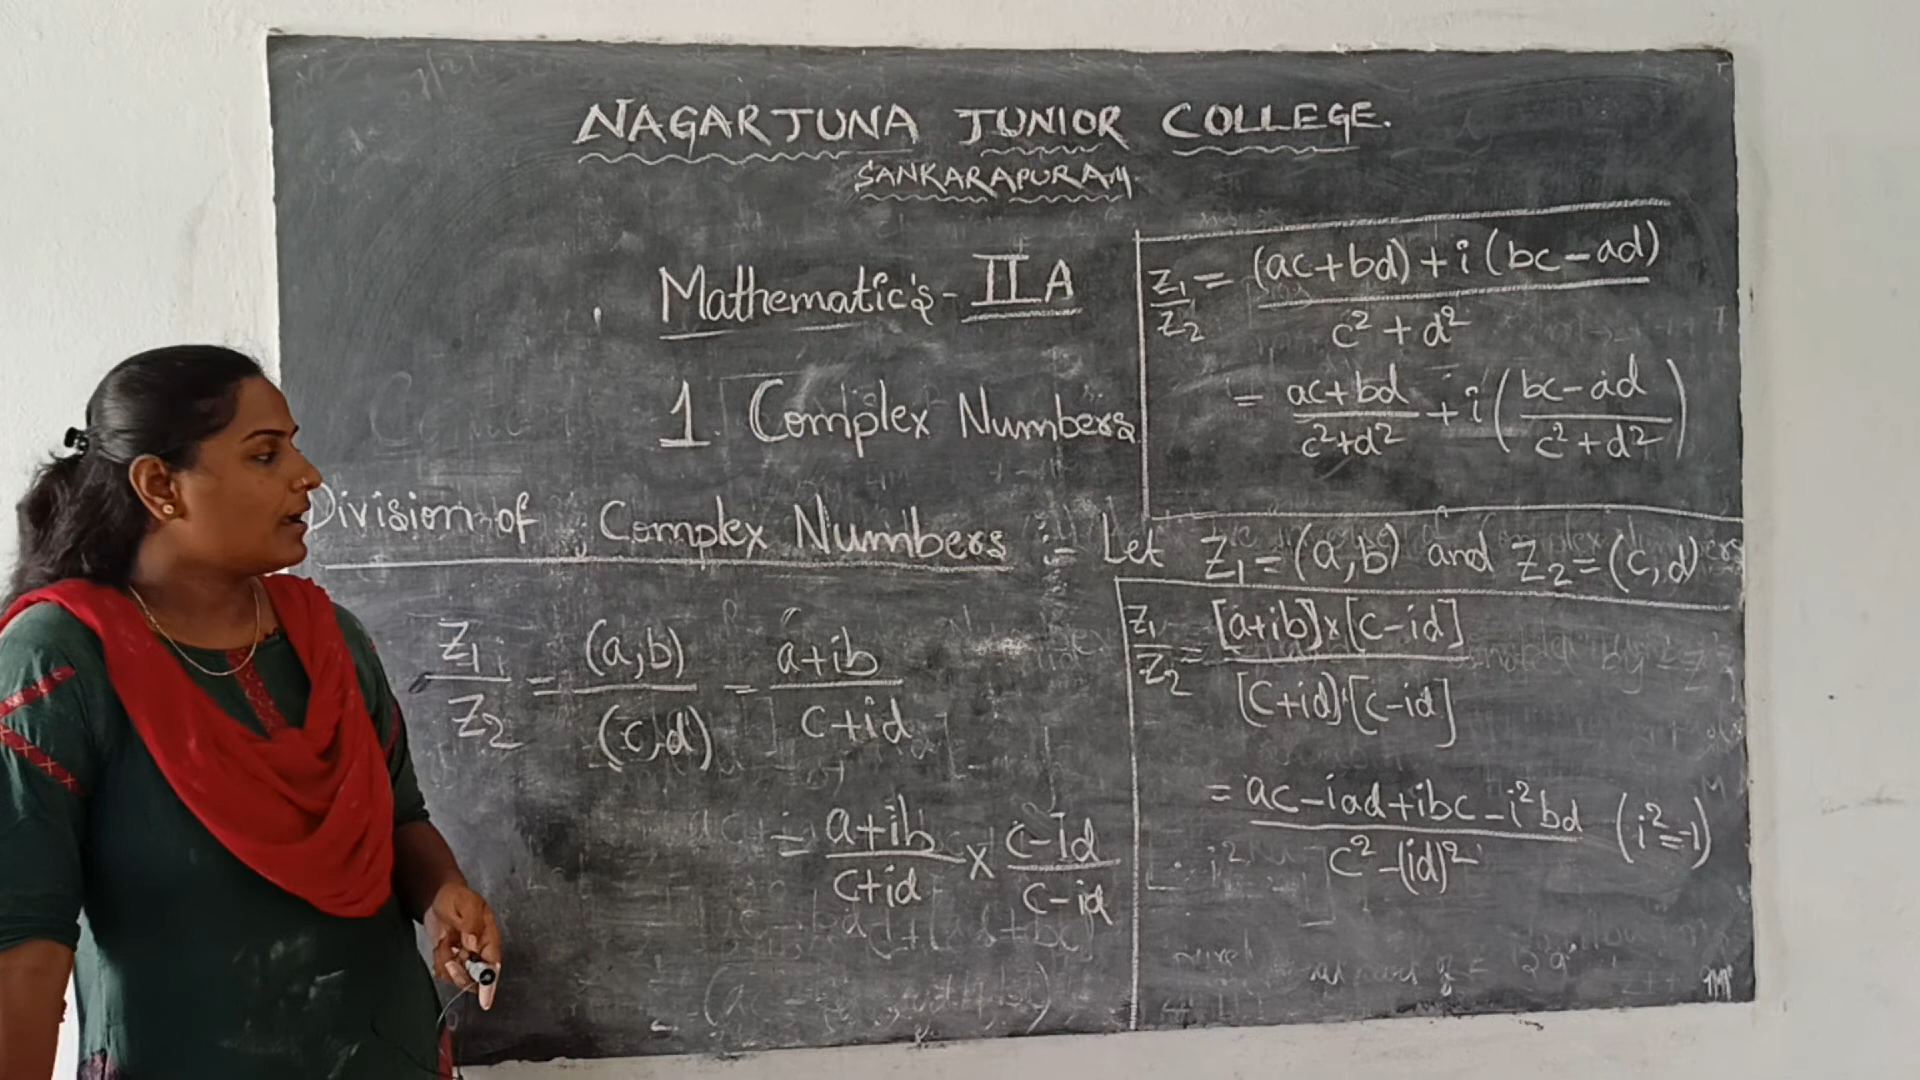 NAGARJUNA JUNIOR COLLEGE.
SANKARAPURAM
Mathematic's - II A
1. Complex Numbers
Division of Complex Numbers :- Let Z₁=(a,b) and Z₂=(c,d)
Z₁/Z₂ = (a,b)/(c,d) = a+ib/c+id
= a+ib/c+id × c-id/c-id
Z₁/Z₂ = [a+ib]×[c-id]/[c+id][c-id]
= ac-iad+ibc-i²bd/c²-(id)² (i²=-1)
Z₁/Z₂ = (ac+bd)+i(bc-ad)/c²+d²
= ac+bd/c²+d² + i(bc-ad/c²+d²)